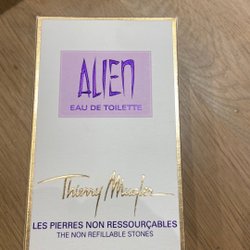 ALIEN
EAU DE TOILETTE
Thierry Mugler
LES PIERRES NON RESSOURÇABLES
THE NON REFILLABLE STONES